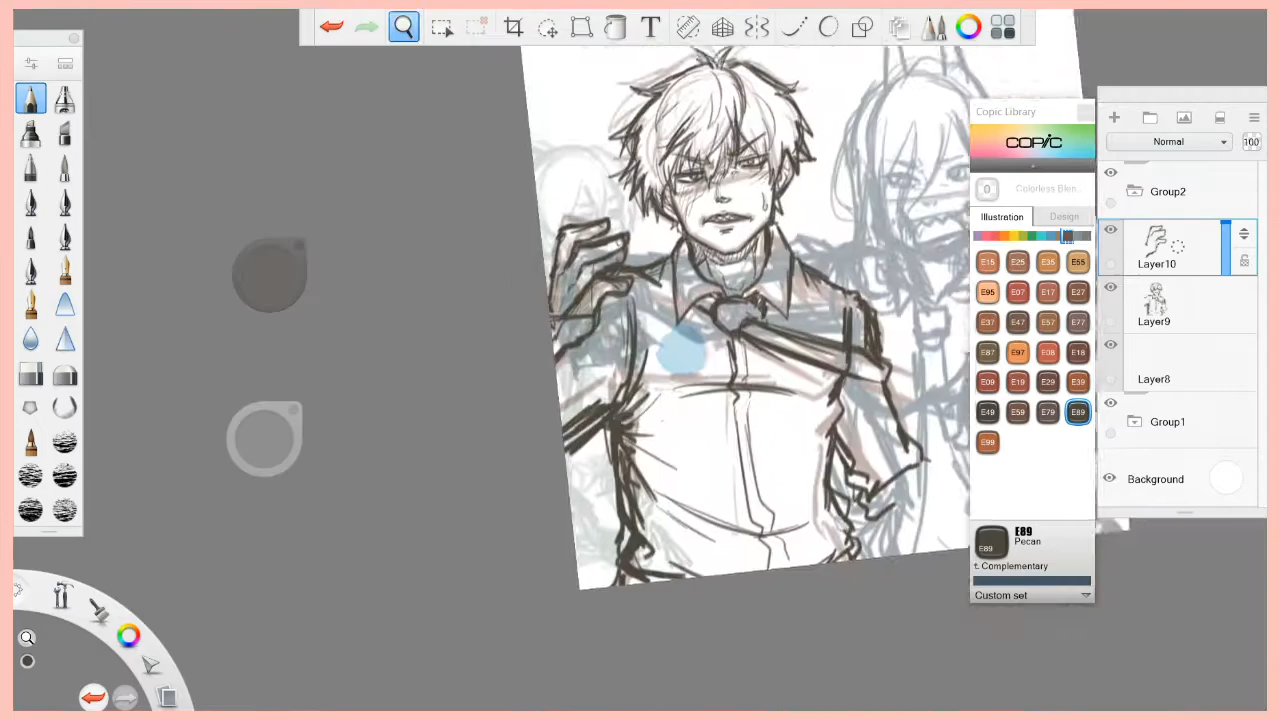 T
Copic Library
COPIC
0 Colorless Blen..
Illustration Design
E15 E25 E35 E55
E95 E07 E17 E27
E37 E47 E57 E77
E87 E97 E08 E18
E09 E19 E29 E39
E49 E59 E79 E89
E99
E89
E89
Pecan
t. Complementary
Custom set
Normal 100
Group2
Layer10
Layer9
Layer8
Group1
Background